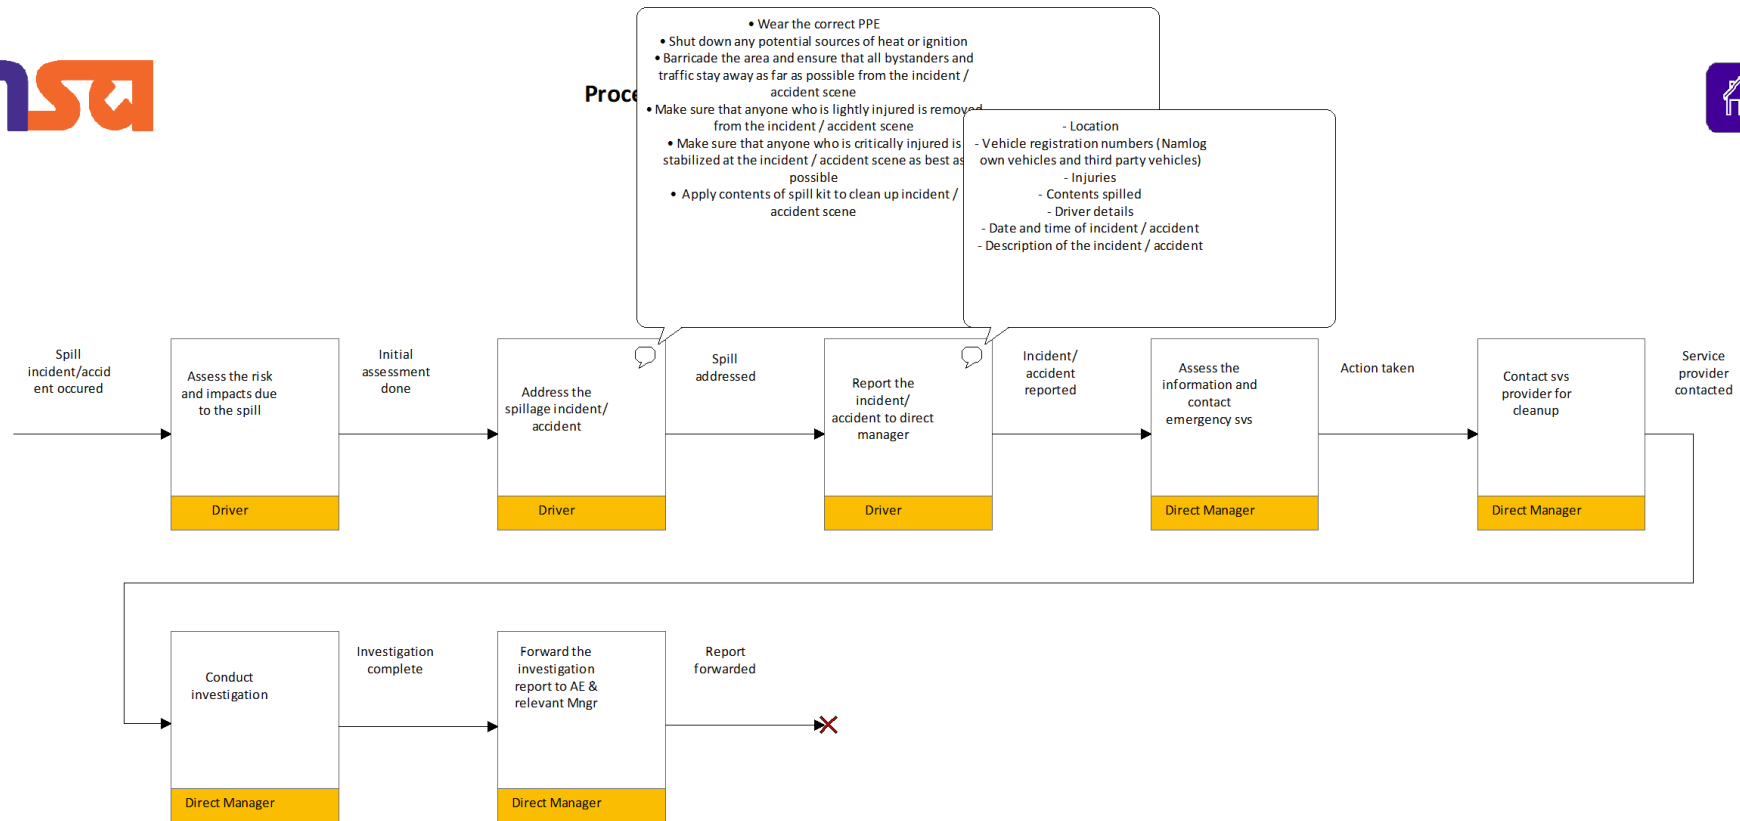 nsa
Proce
• Wear the correct PPE
• Shut down any potential sources of heat or ignition
• Barricade the area and ensure that all bystanders and
traffic stay away as far as possible from the incident /
accident scene
• Make sure that anyone who is lightly injured is removed
from the incident / accident scene
• Make sure that anyone who is critically injured is
stabilized at the incident / accident scene as best as
possible
• Apply contents of spill kit to clean up incident /
accident scene
- Location
- Vehicle registration numbers (Namlog
own vehicles and third party vehicles)
- Injuries
- Contents spilled
- Driver details
- Date and time of incident / accident
- Description of the incident / accident
Spill
incident/accid
ent occured
Assess the risk
and impacts due
to the spill
Driver
Initial
assessment
done
Address the
spillage incident/
accident
Driver
Spill
addressed
Report the
incident/
accident to direct
manager
Driver
Incident/
accident
reported
Assess the
information and
contact
emergency svs
Direct Manager
Action taken
Contact svs
provider for
cleanup
Direct Manager
Service
provider
contacted
Conduct
investigation
Direct Manager
Investigation
complete
Forward the
investigation
report to AE &
relevant Mngr
Direct Manager
Report
forwarded